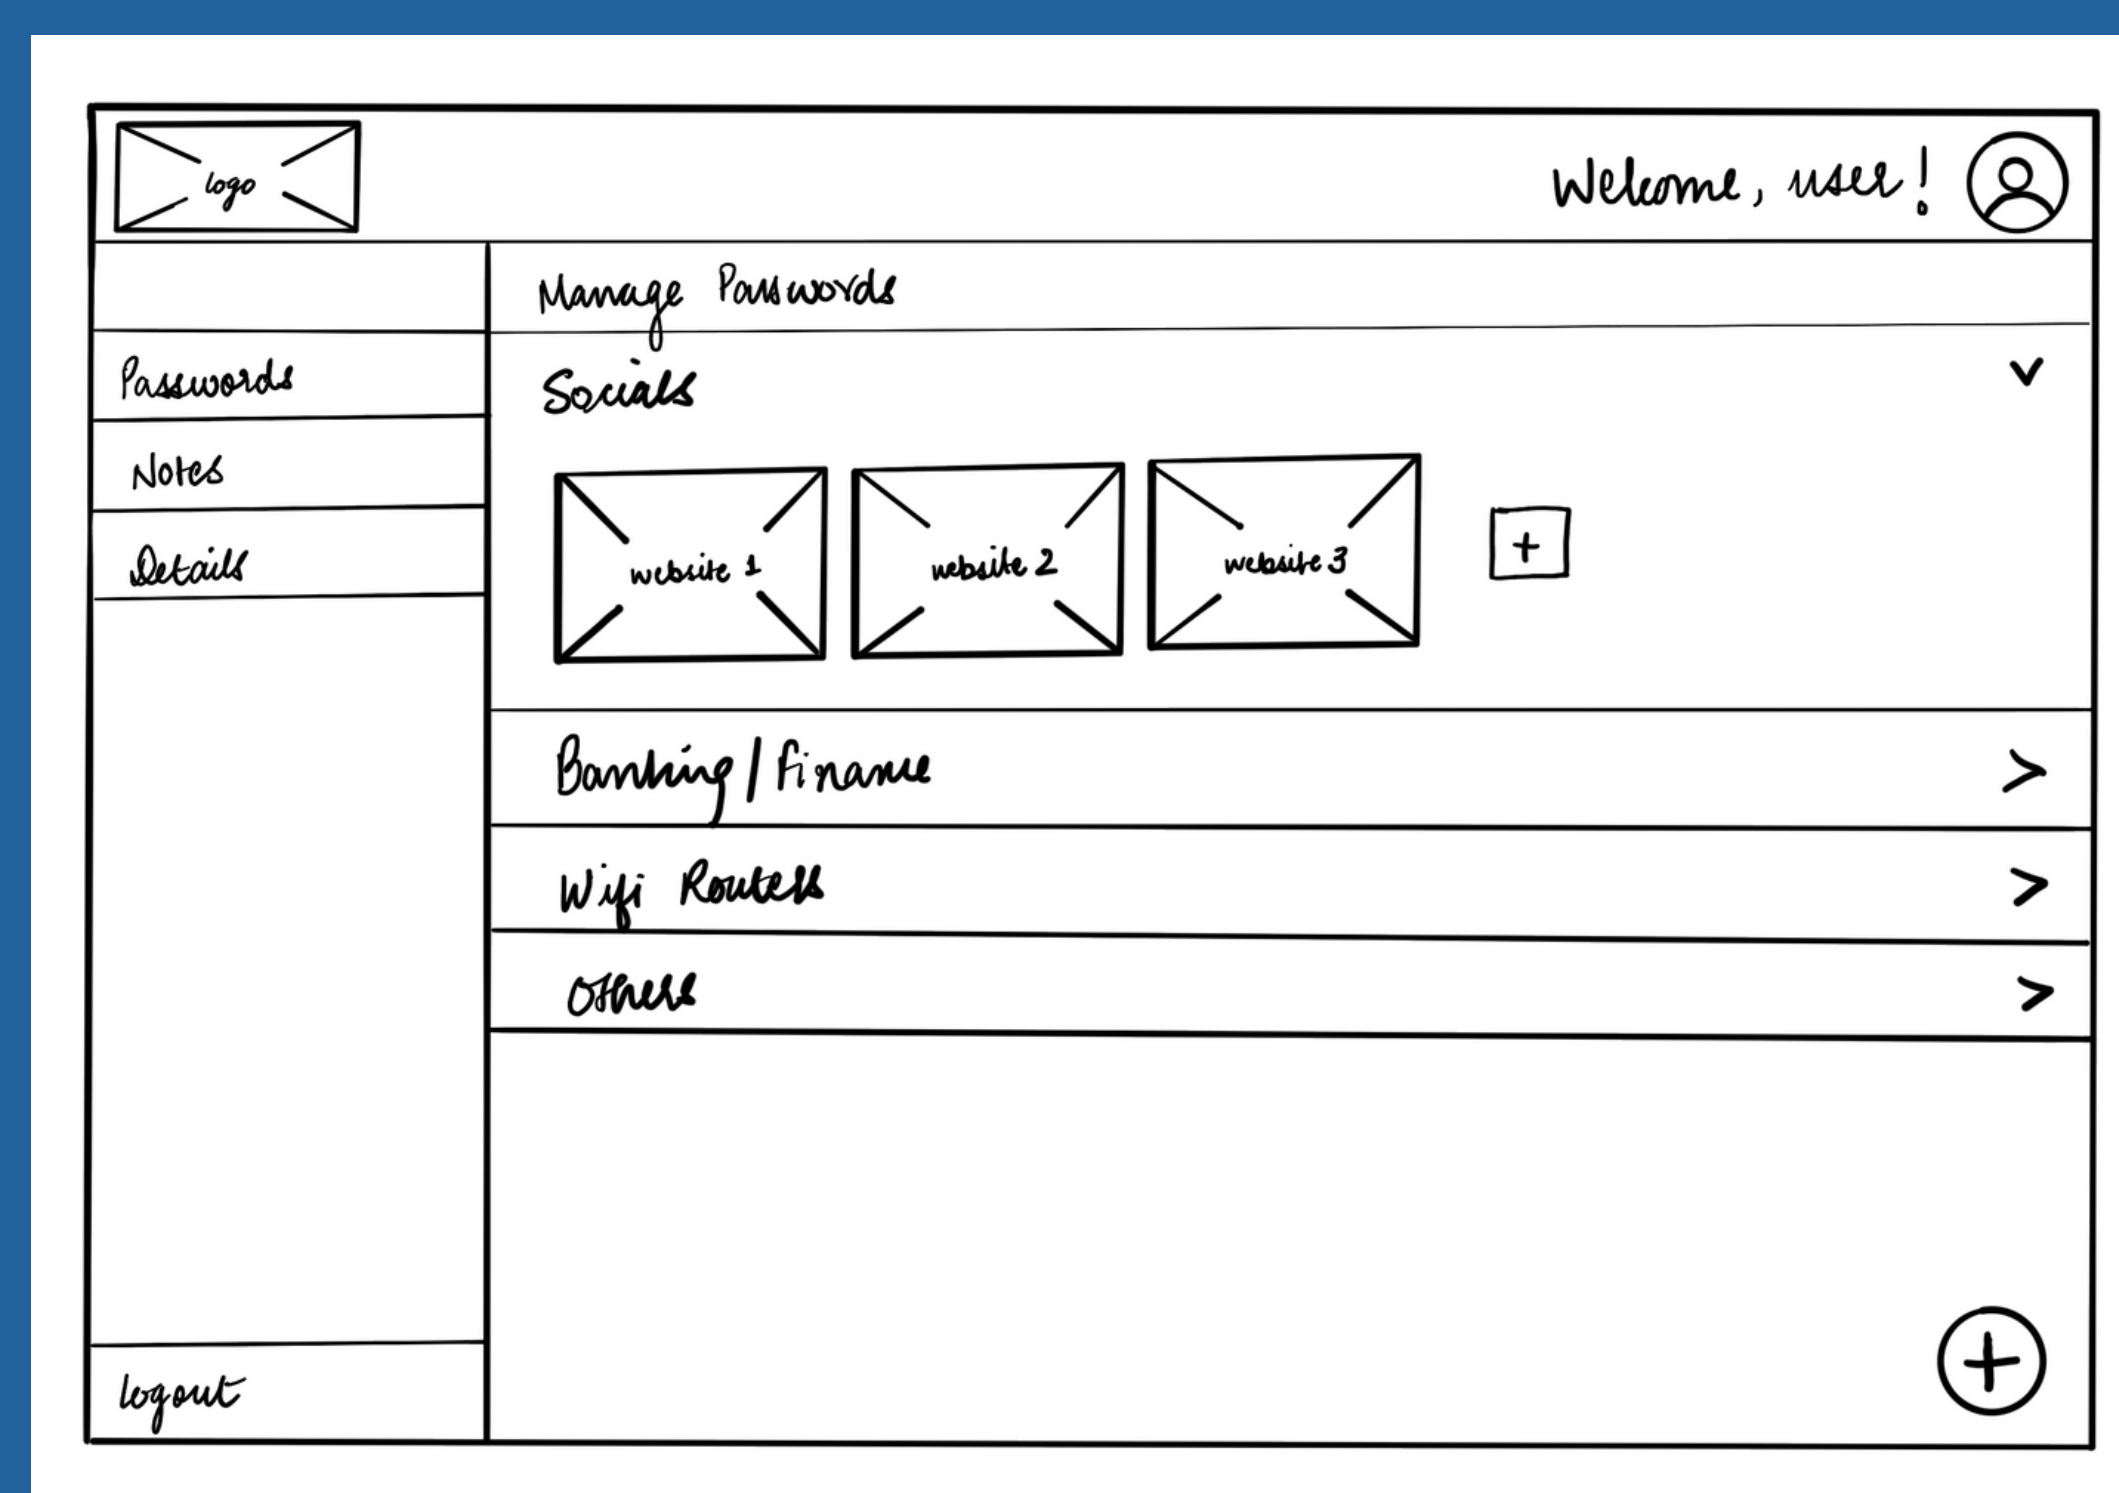 logo
Welcome, user!
Manage Passwords
Passwords
Notes
Details
logout
Socials
website 1
website 2
website 3
+
Banking/Finance
Wifi Routers
Others
+